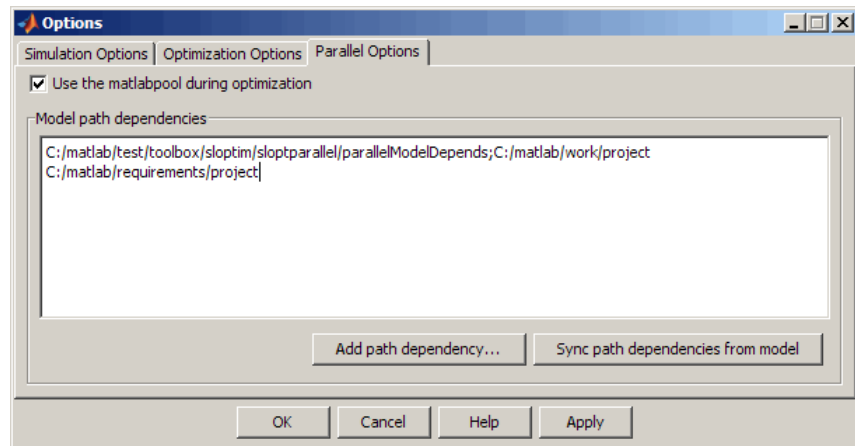 Options
Simulation Options Optimization Options Parallel Options
Use the matlabpool during optimization
Model path dependencies
C:/matlab/test/toolbox/sloptim/sloptparallel/parallelModelDepends;C:/matlab/work/project
C:/matlab/requirements/project
Add path dependency... Sync path dependencies from model
OK Cancel Help Apply